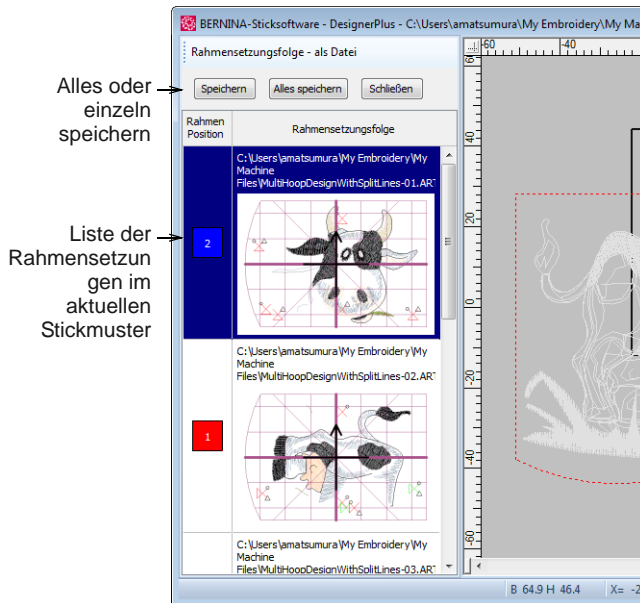 BERNINA-Sticksoftware - DesignerPlus - C:\Users\amatsumura\My Embroidery\My Ma
Rahmensetzungsfolge - als Datei
Speichern Alles speichern Schließen
Alles oder
einzeln
speichern
Rahmen
Position
Rahmensetzungsfolge
C:\Users\amatsumura\My Embroidery\My
Machine
Files\MultiHoopDesignWithSplitLines-01.ART
2
Liste der
Rahmensetzun
gen im
aktuellen
Stickmuster
C:\Users\amatsumura\My Embroidery\My
Machine
Files\MultiHoopDesignWithSplitLines-02.ART
1
C:\Users\amatsumura\My Embroidery\My
Machine
Files\MultiHoopDesignWithSplitLines-03.ART
-60 -40
60
40
20
0
-20
-40
-60
B 64.9 H 46.4 X= -2